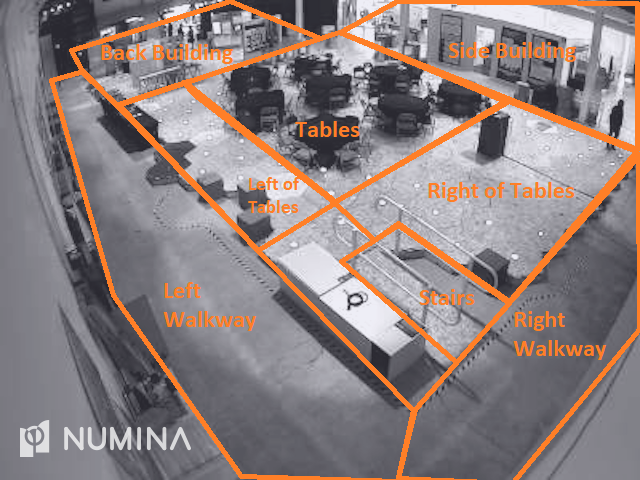 Back Building
Side Building
Tables
Left of
Tables
Right of Tables
Left
Walkway
Stairs
Right
Walkway
NUMINA